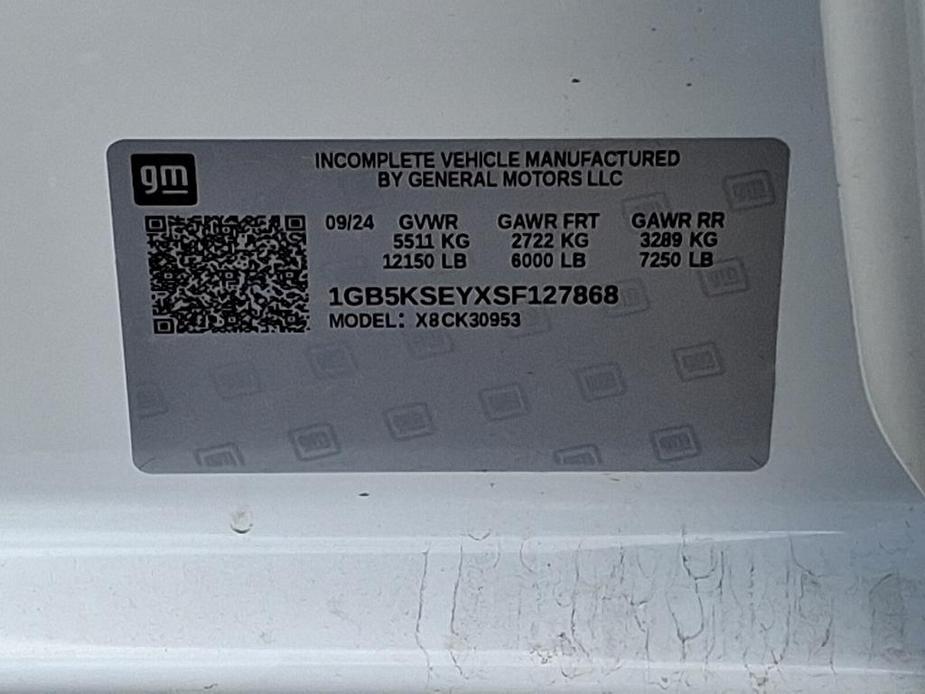 gm
INCOMPLETE VEHICLE MANUFACTURED
BY GENERAL MOTORS LLC
09/24 GVWR GAWR FRT GAWR RR
5511 KG 2722 KG 3289 KG
12150 LB 6000 LB 7250 LB
1GB5KSEYXSF127868
MODEL: X8CK30953